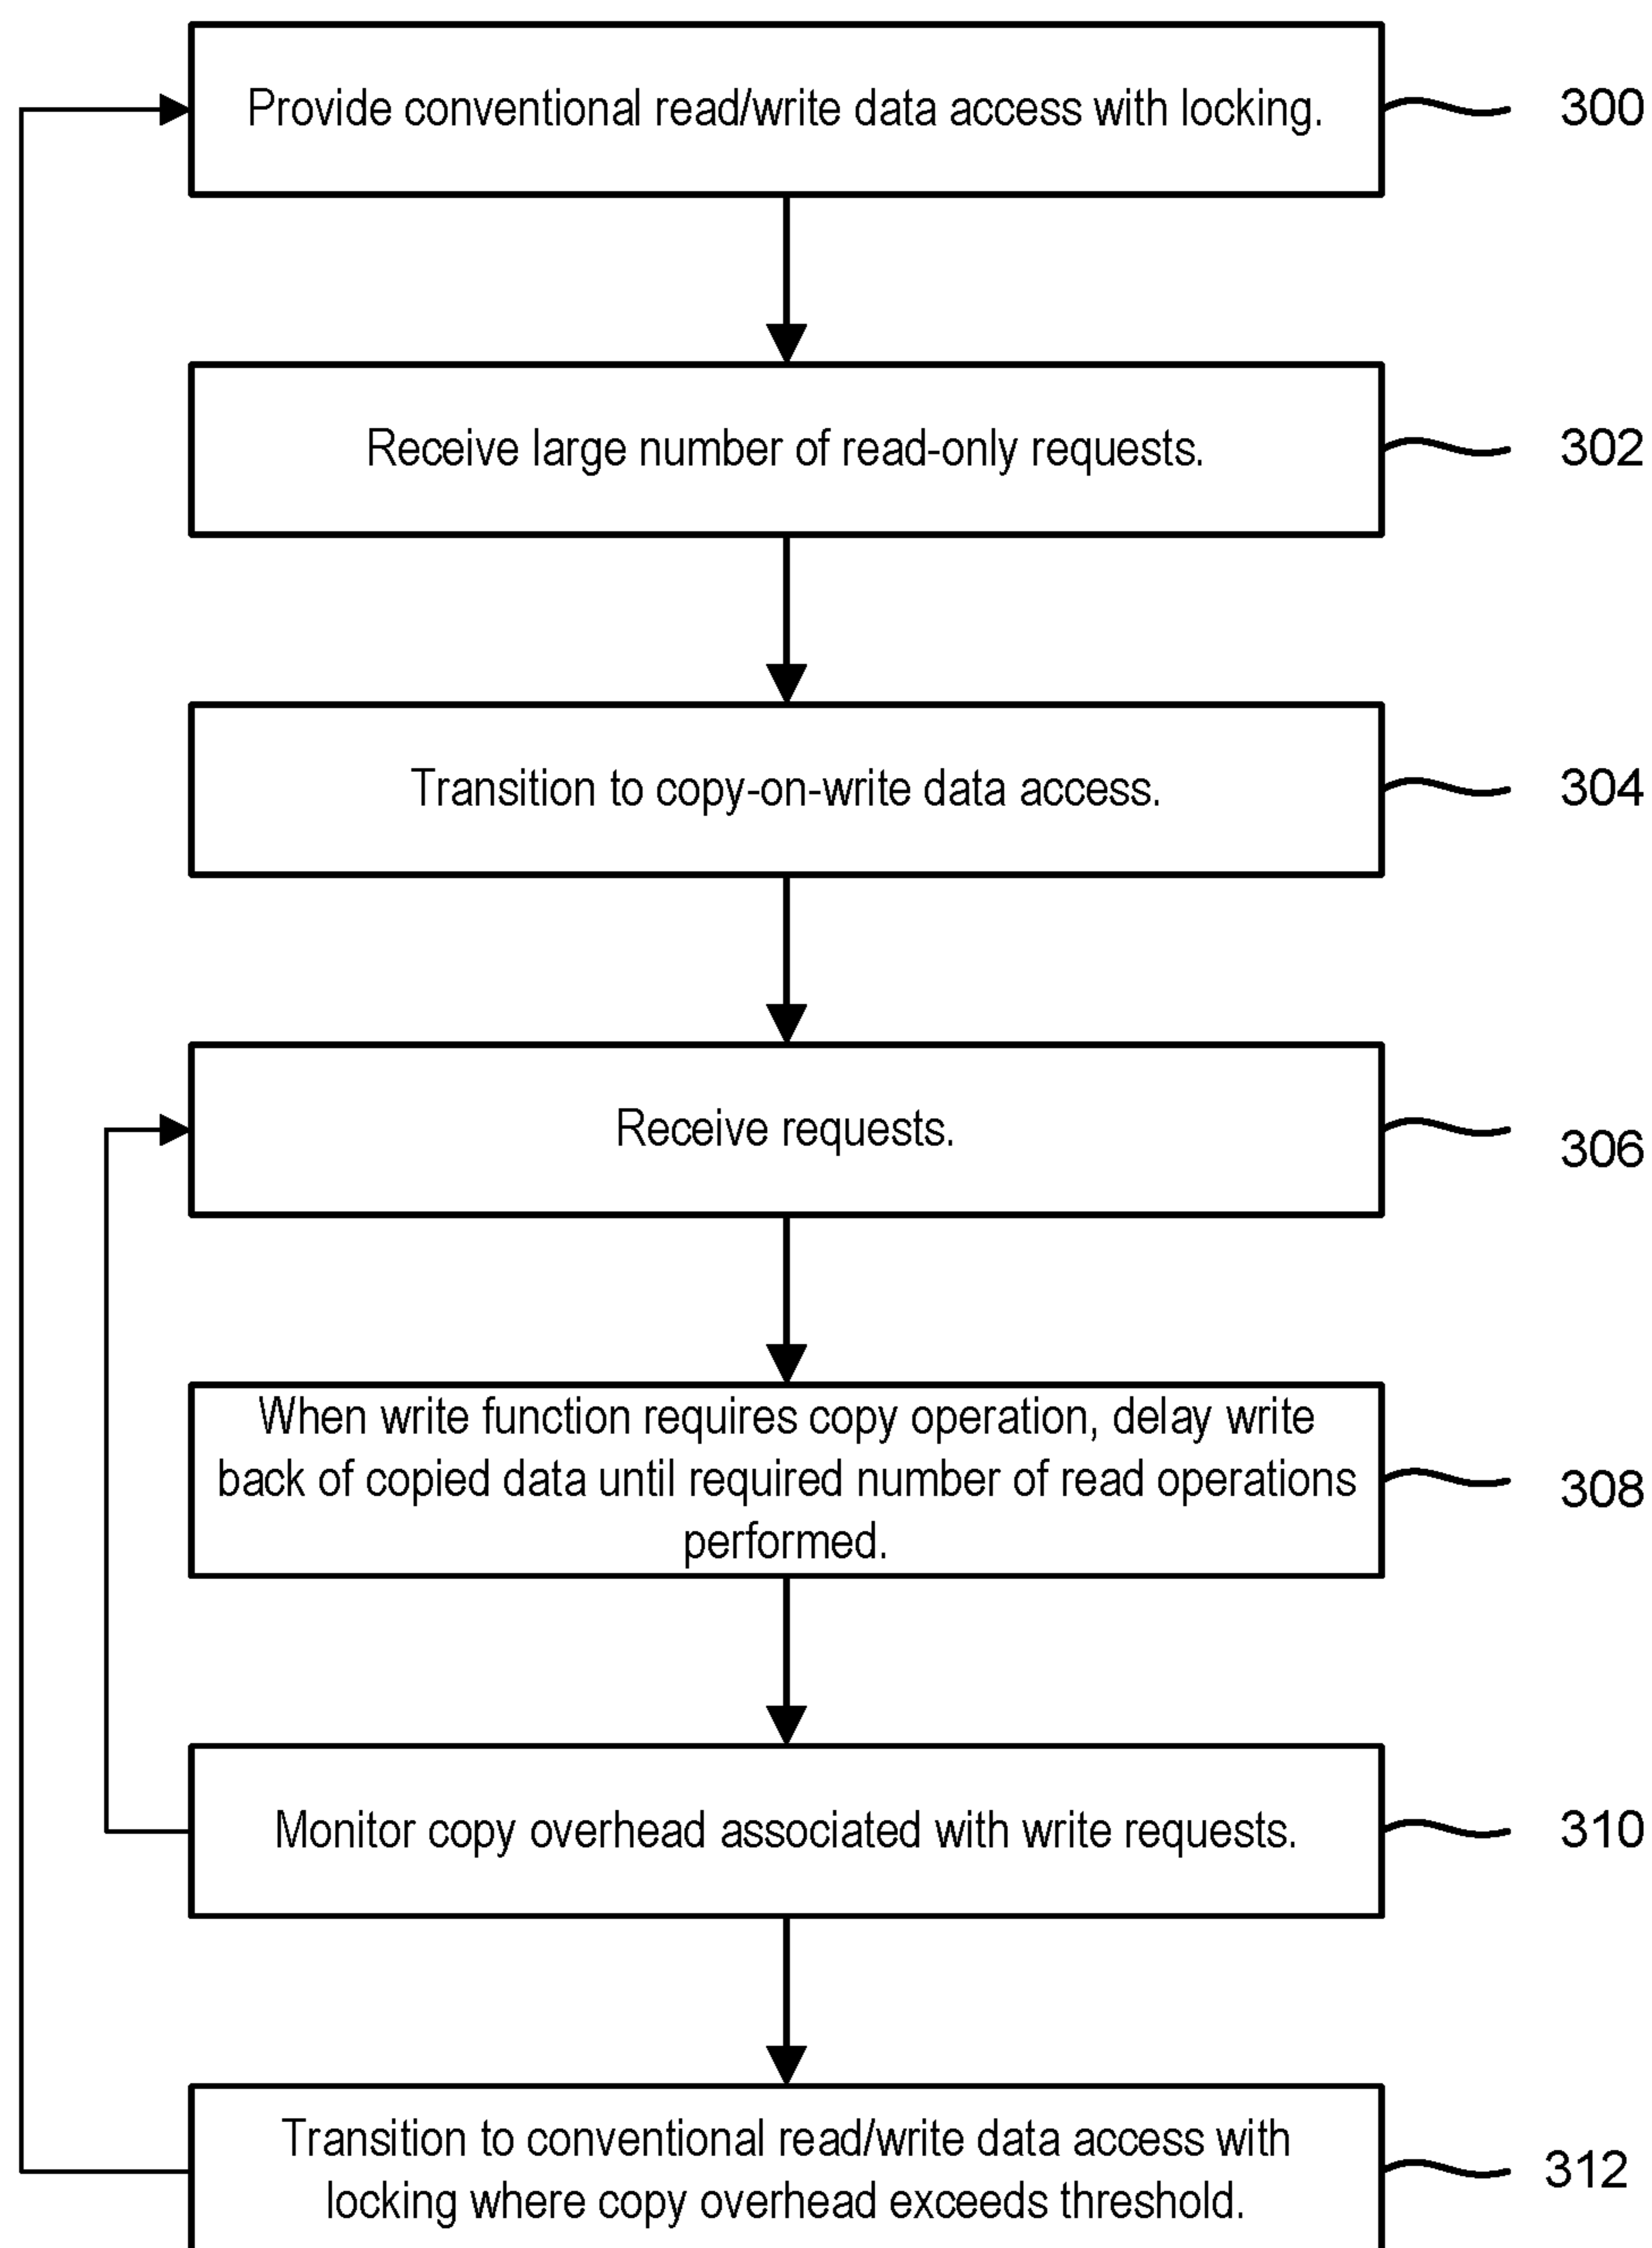 Provide conventional read/write data access with locking.
300
Receive large number of read-only requests.
302
Transition to copy-on-write data access.
304
Receive requests.
306
When write function requires copy operation, delay write
back of copied data until required number of read operations
performed.
308
Monitor copy overhead associated with write requests.
310
Transition to conventional read/write data access with
locking where copy overhead exceeds threshold.
312